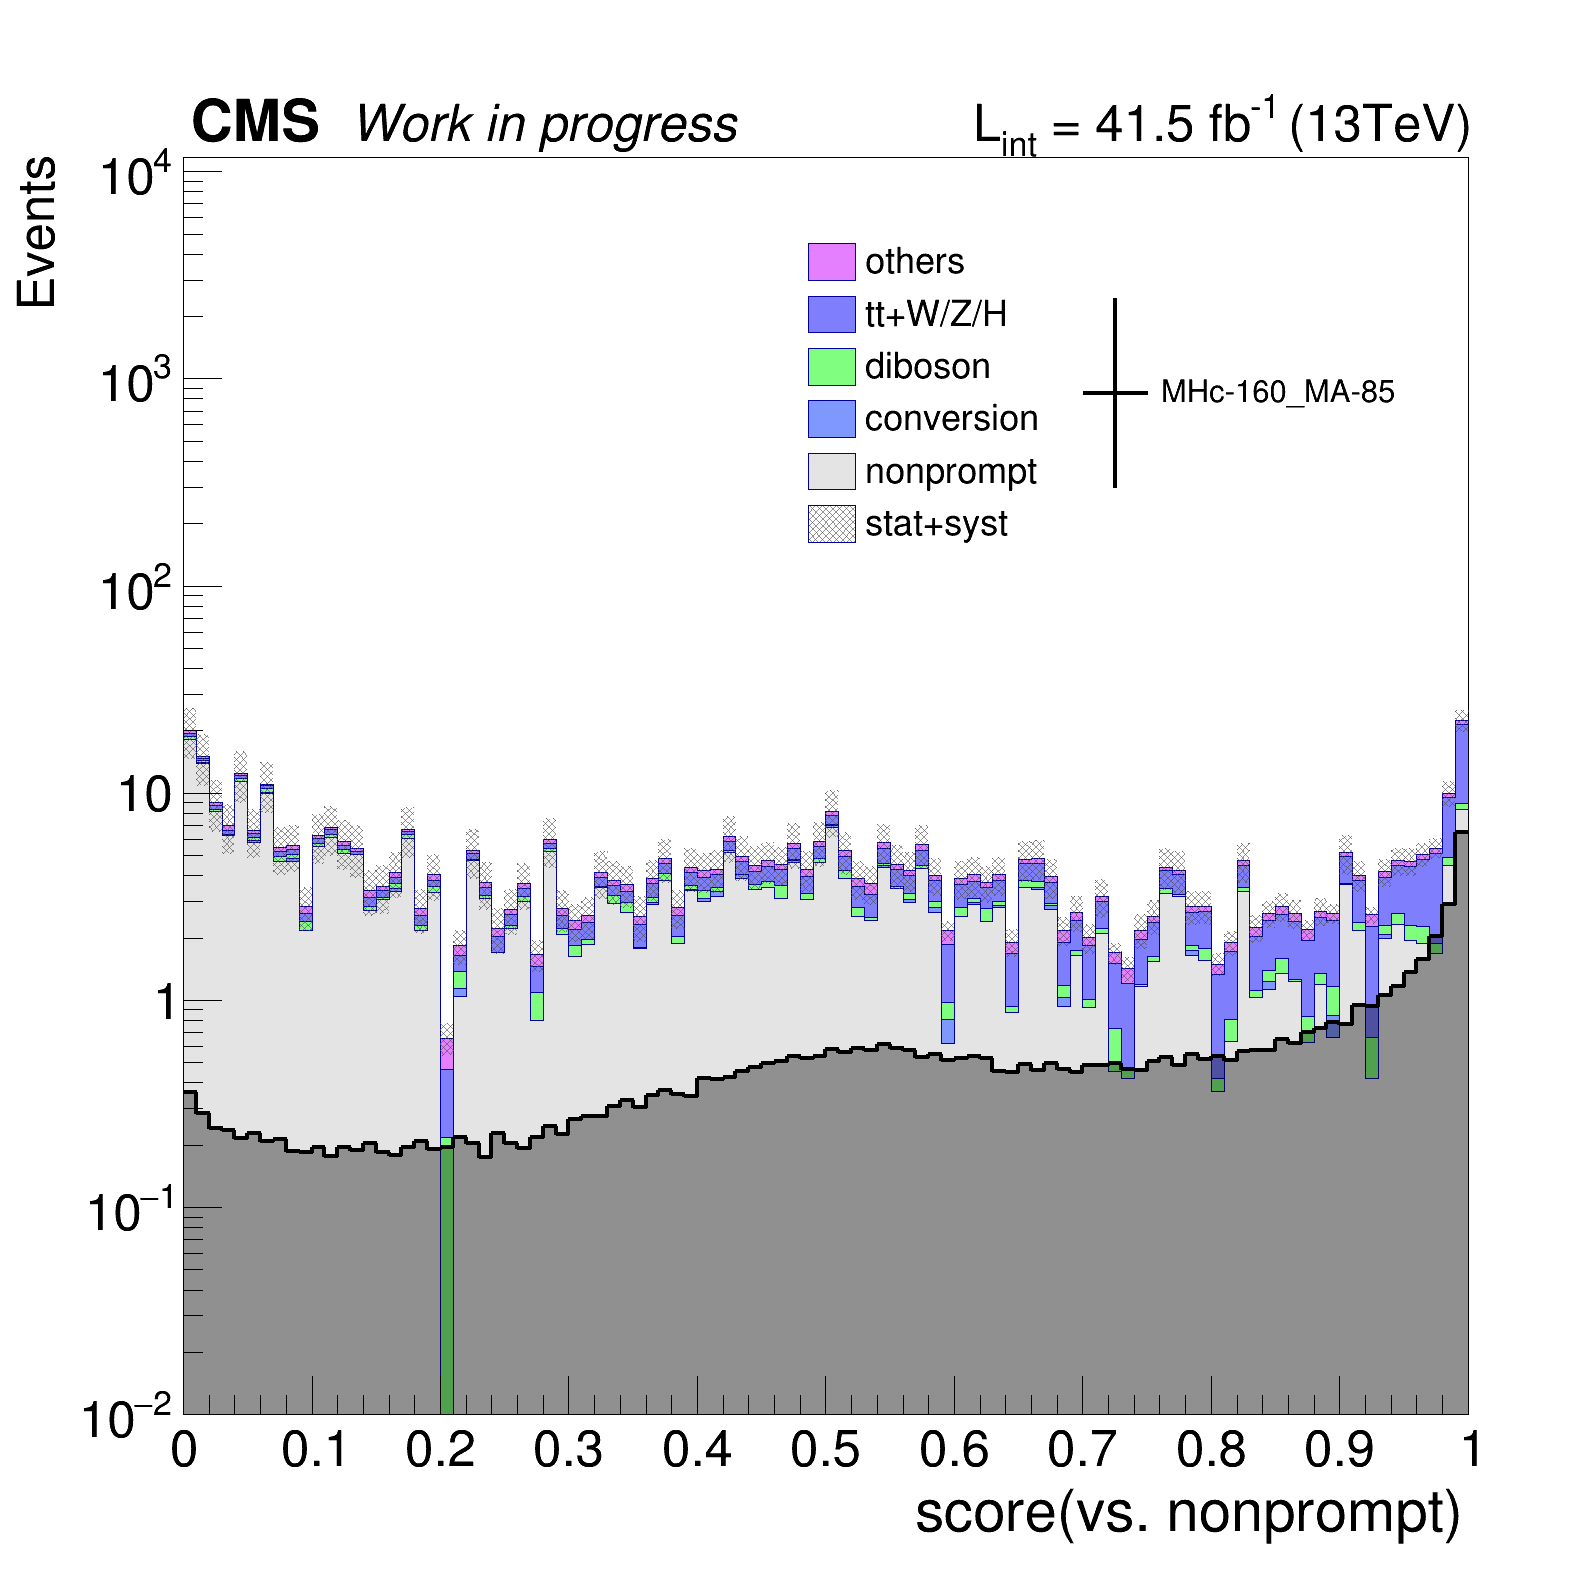 CMS Work in progress
L_int = 41.5 fb^-1 (13TeV)
Events
10^4
10^3
10^2
10
1
10^−1
10^−2
others
tt+W/Z/H
diboson
conversion
nonprompt
stat+syst
MHc-160_MA-85
0 0.1 0.2 0.3 0.4 0.5 0.6 0.7 0.8 0.9 1
score(vs. nonprompt)